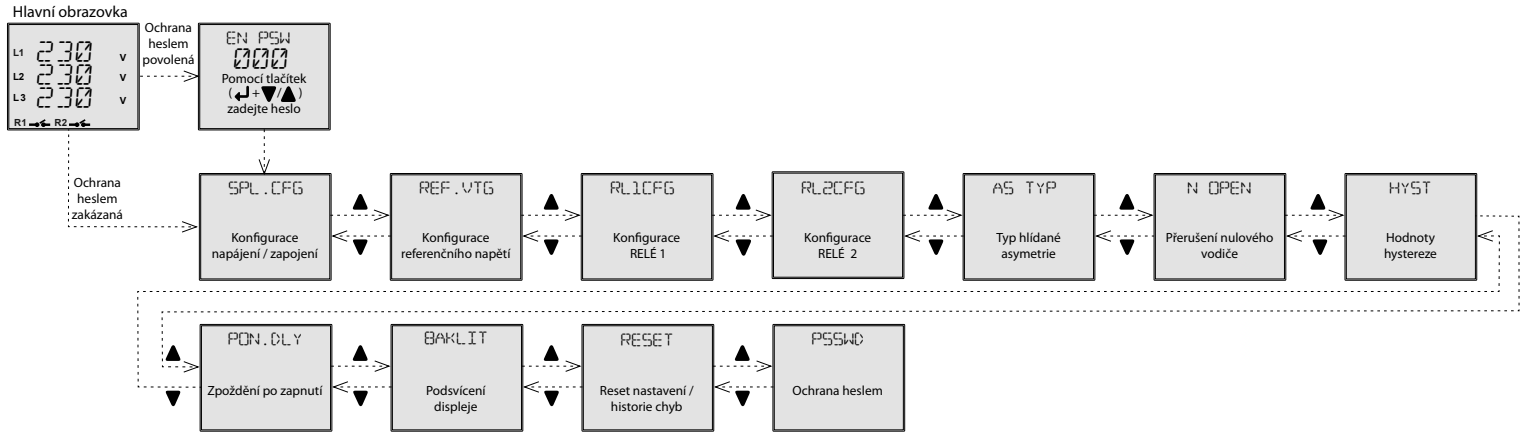 Hlavní obrazovka
L1 230 V
L2 230 V
L3 230 V
R1 R2
Ochrana
heslem
povolená
EN PSW
000
Pomocí tlačítek
(↵+▼/▲)
zadejte heslo
Ochrana
heslem
zakázaná
SPL.CFG
Konfigurace
napájení / zapojení
REF.VTG
Konfigurace
referenčního napětí
RL1CFG
Konfigurace
RELÉ 1
RL2CFG
Konfigurace
RELÉ 2
AS TYP
Typ hlídané
asymetrie
N OPEN
Přerušení nulového
vodiče
HYST
Hodnoty
hystereze
PON.DLY
Zpoždění po zapnutí
BAKLIT
Podsvícení
displeje
RESET
Reset nastavení /
historie chyb
PSSWD
Ochrana heslem